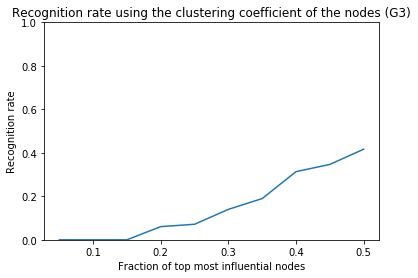 Recognition rate using the clustering coefficient of the nodes (G3)
1.0
0.8
0.6
0.4
0.2
0.0
Recognition rate
0.1 0.2 0.3 0.4 0.5
Fraction of top most influential nodes